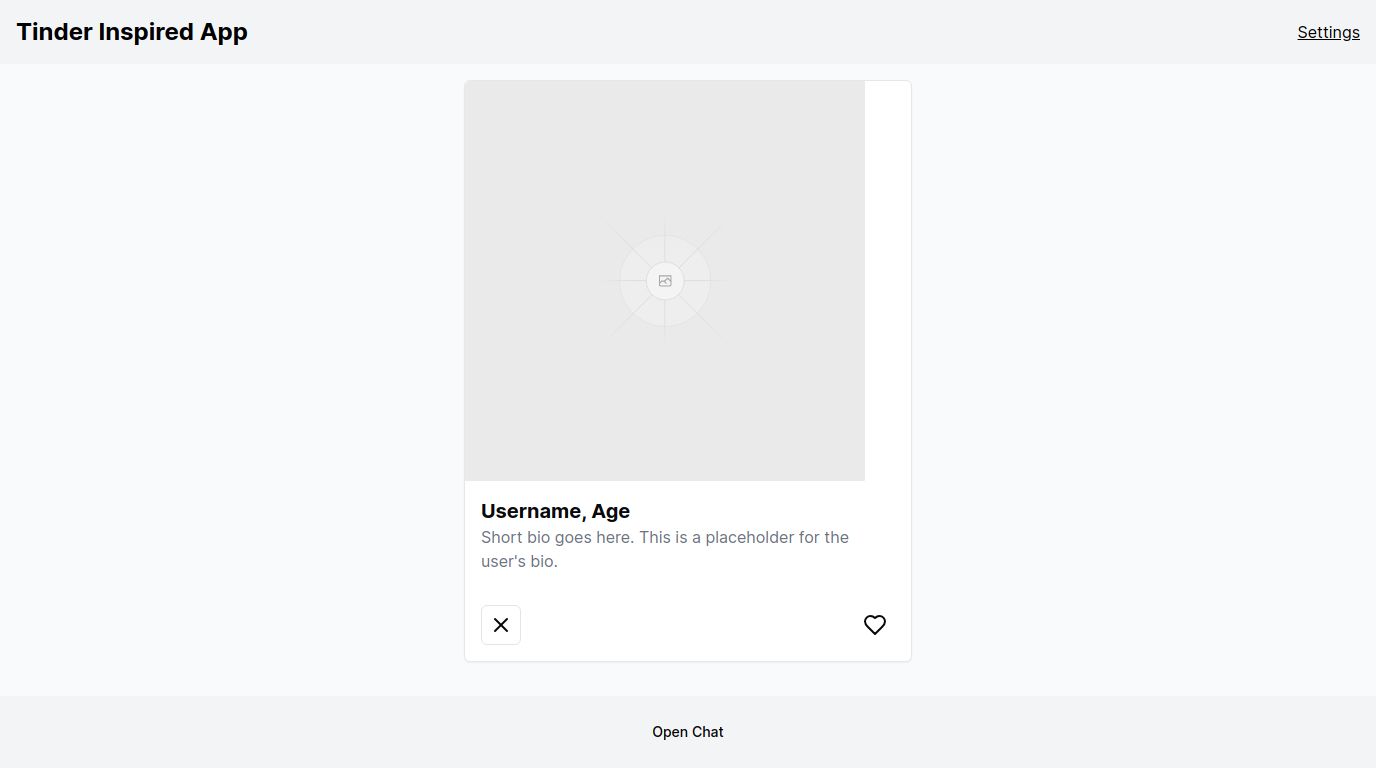 Tinder Inspired App
Settings
Username, Age
Short bio goes here. This is a placeholder for the
user's bio.
Open Chat